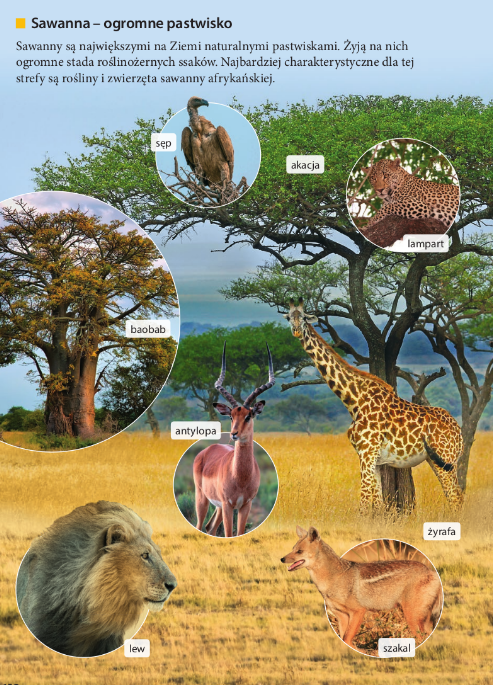 Sawanna – ogromne pastwisko
Sawanny są największymi na Ziemi naturalnymi pastwiskami. Żyją na nich
ogromne stada roślinożernych ssaków. Najbardziej charakterystyczne dla tej
strefy są rośliny i zwierzęta sawanny afrykańskiej.
sęp
akacja
lampart
baobab
antylopa
żyrafa
lew
szakal